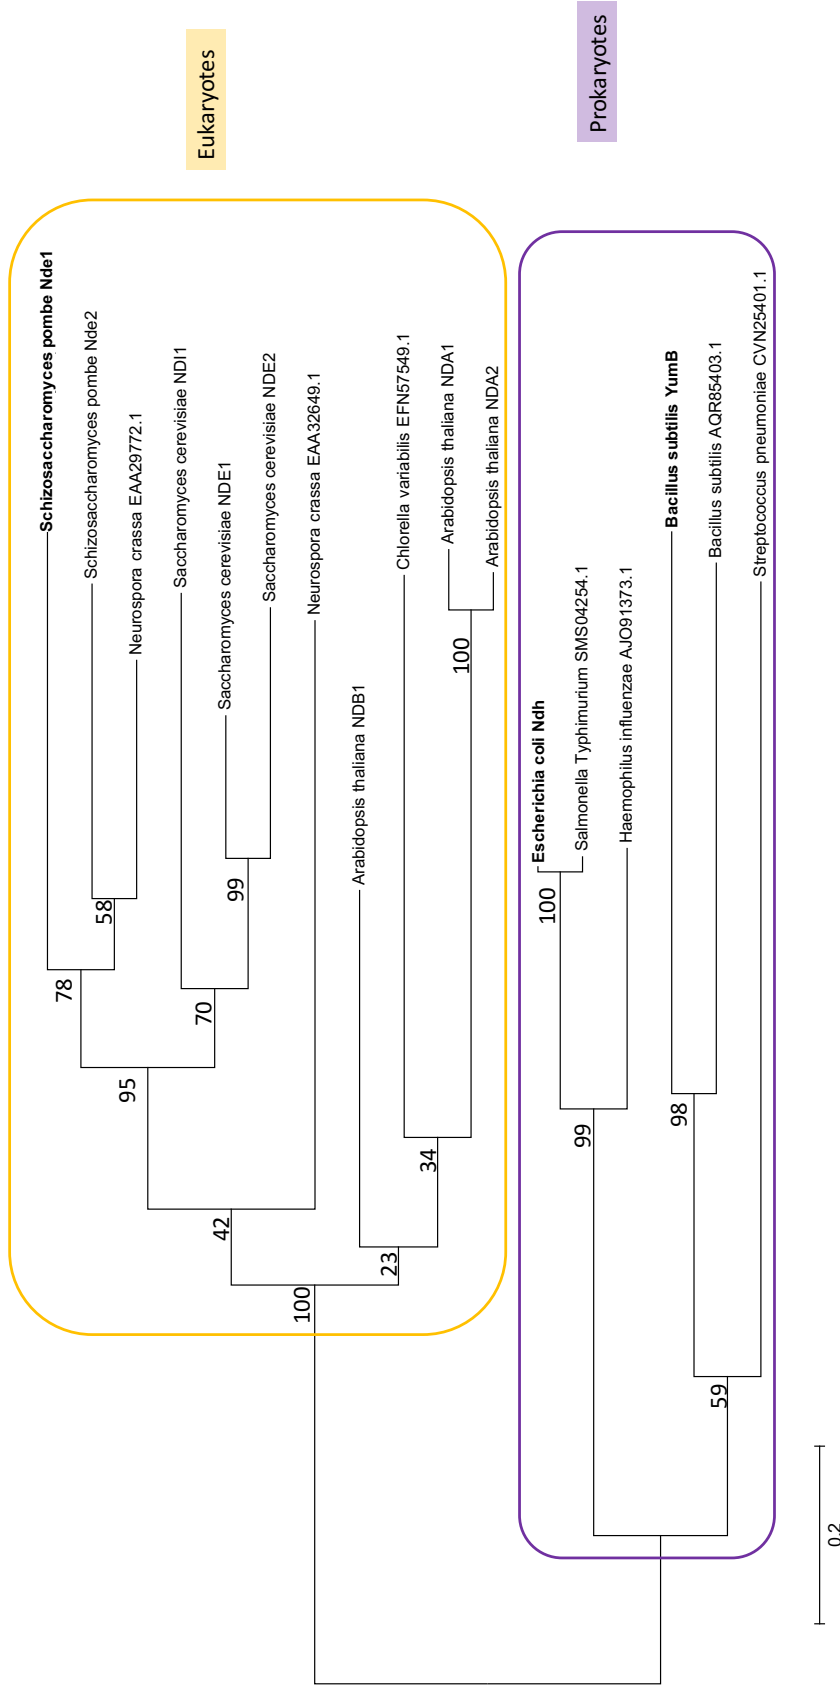 Eukaryotes
Prokaryotes
Schizosaccharomyces pombe Nde1
Schizosaccharomyces pombe Nde2
Neurospora crassa EAA29772.1
Saccharomyces cerevisiae NDI1
Saccharomyces cerevisiae NDE1
Saccharomyces cerevisiae NDE2
Neurospora crassa EAA32649.1
Arabidopsis thaliana NDB1
Chlorella variabilis EFN57549.1
Arabidopsis thaliana NDA1
Arabidopsis thaliana NDA2
Escherichia coli Ndh
Salmonella Typhimurium SMS04254.1
Haemophilus influenzae AJO91373.1
Bacillus subtilis YumB
Bacillus subtilis AQR85403.1
Streptococcus pneumoniae CVN25401.1
78
58
95
70
99
42
100
23
34
100
100
99
98
59
0.2